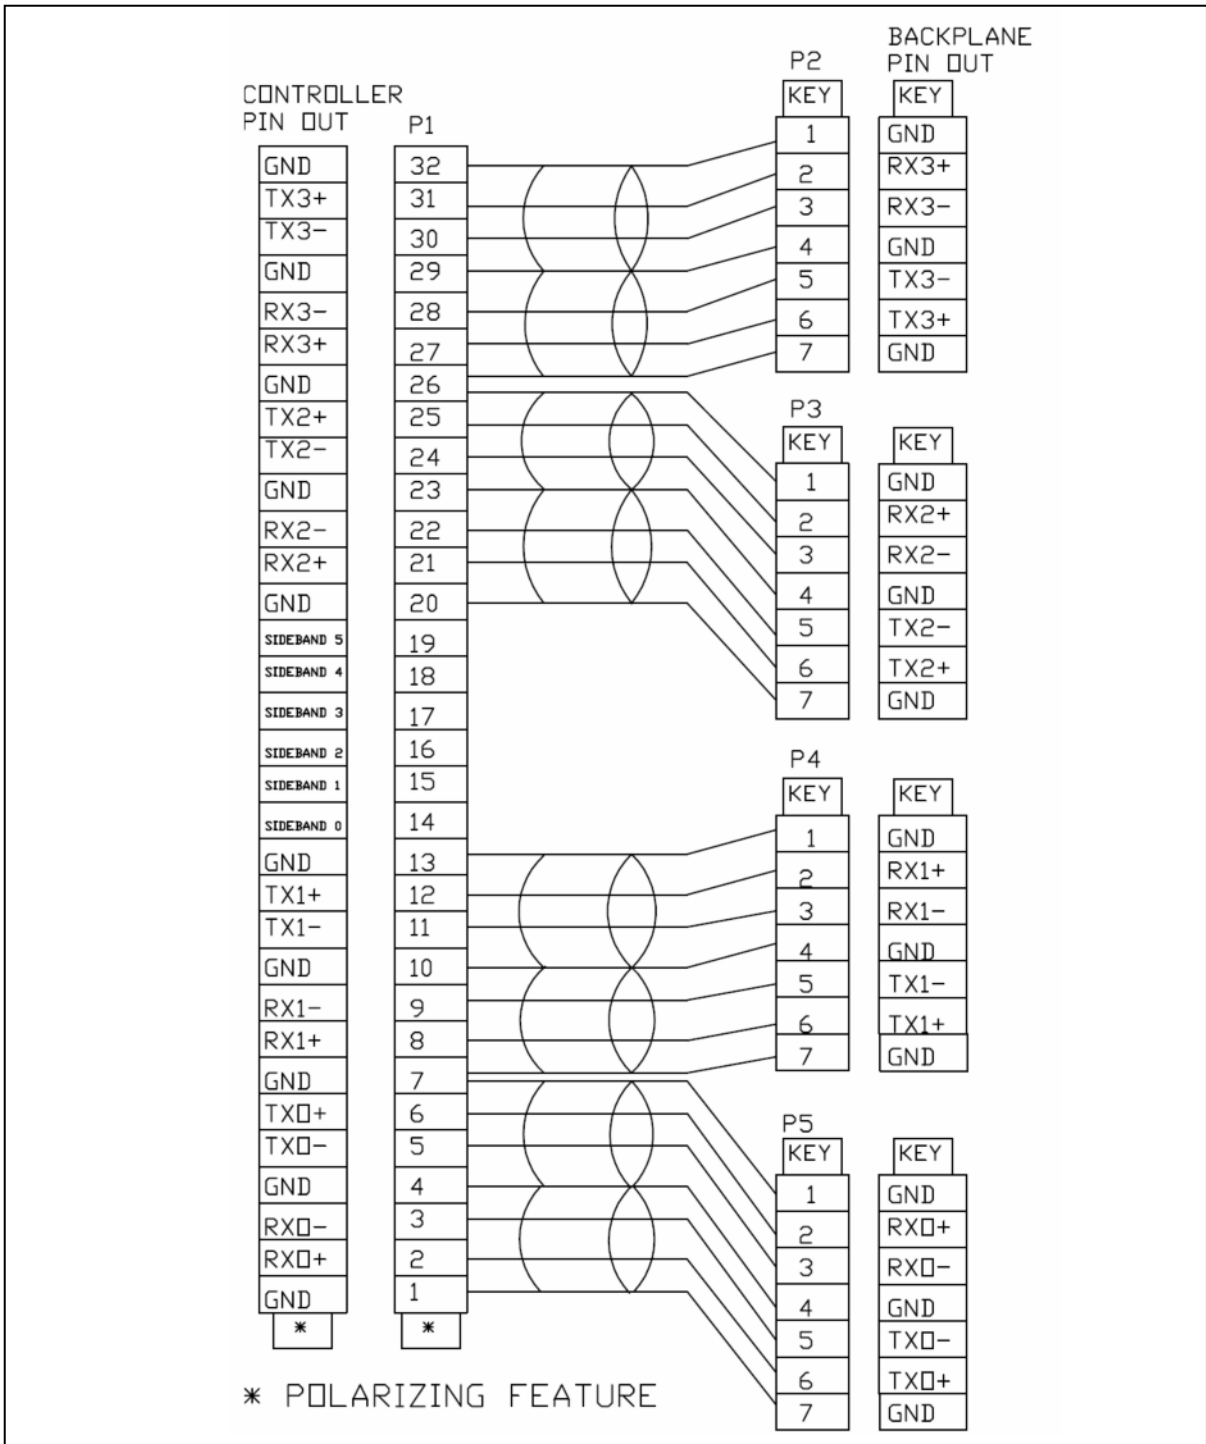 BACKPLANE
P2 PIN OUT
KEY KEY
CONTROLLER
PIN OUT P1
1 GND
GND 32 2 RX3+
TX3+ 31 3 RX3-
TX3- 30 4 GND
GND 29 5 TX3-
RX3- 28 6 TX3+
RX3+ 27 7 GND
GND 26
TX2+ 25 P3
TX2- 24 KEY KEY
GND 23 1 GND
RX2- 22 2 RX2+
RX2+ 21 3 RX2-
GND 20 4 GND
SIDEBAND 5 19 5 TX2-
SIDEBAND 4 18 6 TX2+
SIDEBAND 3 17 7 GND
SIDEBAND 2 16 P4
SIDEBAND 1 15 KEY KEY
SIDEBAND 0 14 1 GND
GND 13 2 RX1+
TX1+ 12 3 RX1-
TX1- 11 4 GND
GND 10 5 TX1-
RX1- 9 6 TX1+
RX1+ 8 7 GND
GND 7
TX0+ 6 P5
TX0- 5 KEY KEY
GND 4 1 GND
RX0- 3 2 RX0+
RX0+ 2 3 RX0-
GND 1 4 GND
* * 5 TX0-
6 TX0+
* POLARIZING FEATURE
7 GND